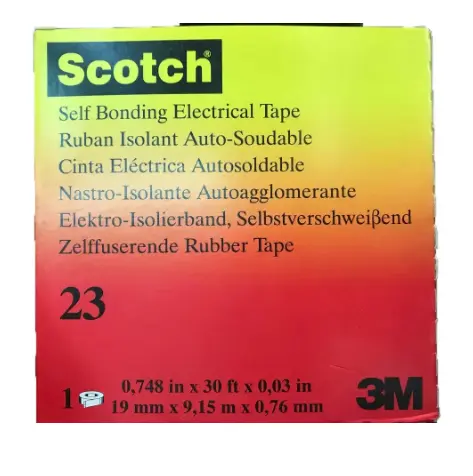 Scotch®
Self Bonding Electrical Tape
Ruban Isolant Auto-Soudable
Cinta Eléctrica Autosoldable
Nastro-Isolante Autoagglomerante
Elektro-Isolierband, Selbstverschweiβend
Zelffuserende Rubber Tape
23
1 0,748 in x 30 ft x 0,03 in
19 mm x 9,15 m x 0,76 mm
3M